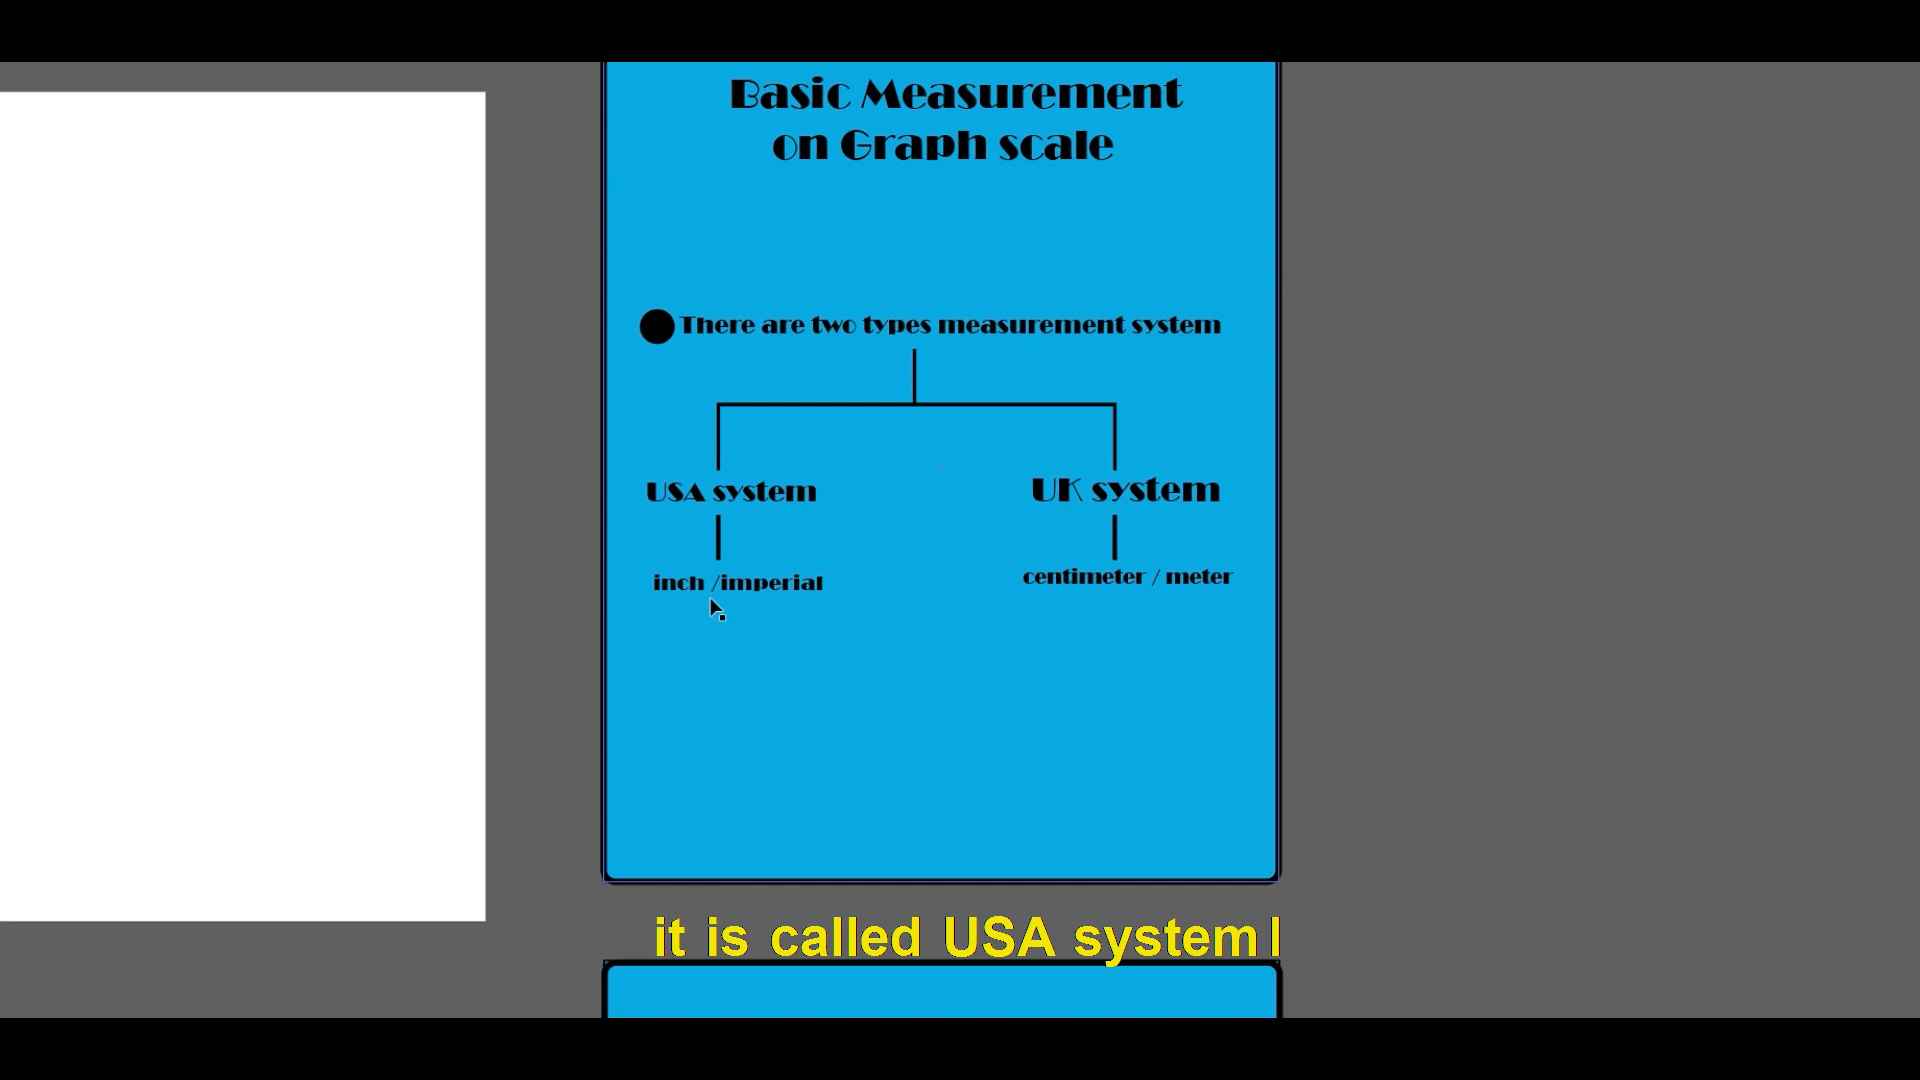 Basic Measurement
on Graph scale
There are two types measurement system
USA system
UK system
inch /imperial
centimeter / meter
it is called USA system I